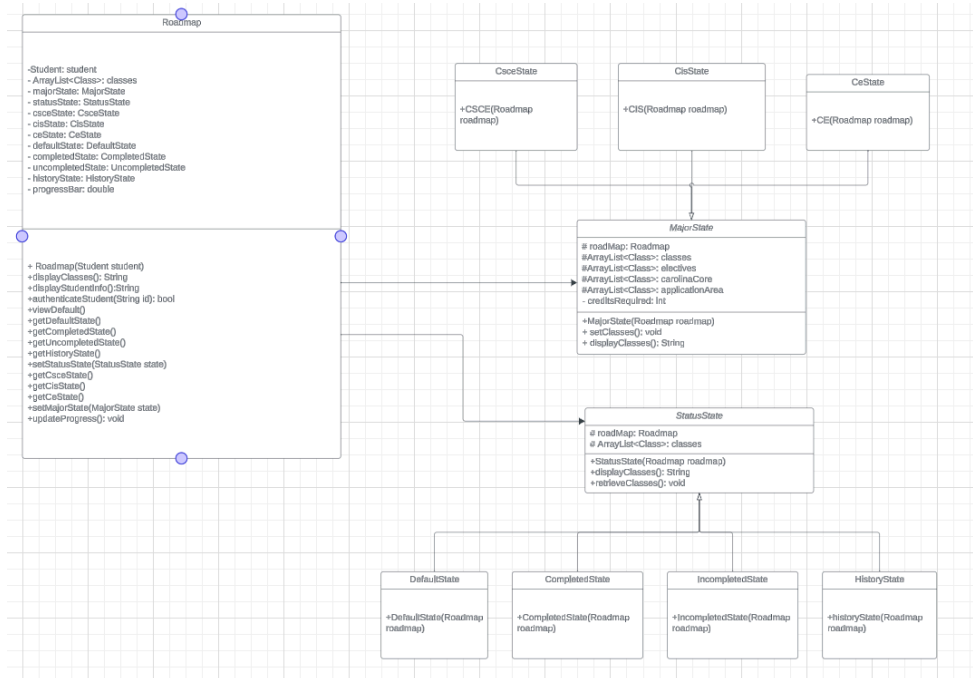 Roadmap
-Student: student
- ArrayList<Class>: classes
- majorState: MajorState
- statusState: StatusState
- csceState: CsceState
- cisState: CisState
- ceState: CeState
- defaultState: DefaultState
- completedState: CompletedState
- uncompletedState: UncompletedState
- historyState: HistoryState
- progressBar: double
+ Roadmap(Student student)
+displayClasses(): String
+displayStudentInfo():String
+authenticateStudent(String id): bool
+viewDefault()
+getDefaultState()
+getCompletedState()
+getUncompletedState()
+getHistoryState()
+setStatusState(StatusState state)
+getCsceState()
+getCisState()
+getCeState()
+setMajorState(MajorState state)
+updateProgress(): void
CsceState
+CSCE(Roadmap
roadmap)
CisState
+CIS(Roadmap roadmap)
CeState
+CE(Roadmap roadmap)
MajorState
# roadMap: Roadmap
#ArrayList<Class>: classes
#ArrayList<Class>: electives
#ArrayList<Class>: carolinaCore
#ArrayList<Class>: applicationArea
- creditsRequired: int
+MajorState(Roadmap roadmap)
+ setClasses(): void
+ displayClasses(): String
StatusState
# roadMap: Roadmap
# ArrayList<Class>: classes
+StatusState(Roadmap roadmap)
+displayClasses(): String
+retrieveClasses(): void
DefaultState
+DefaultState(Roadmap
roadmap)
CompletedState
+CompletedState(Roadmap
roadmap)
IncompletedState
+IncompletedState(Roadmap
roadmap)
HistoryState
+historyState(Roadmap
roadmap)